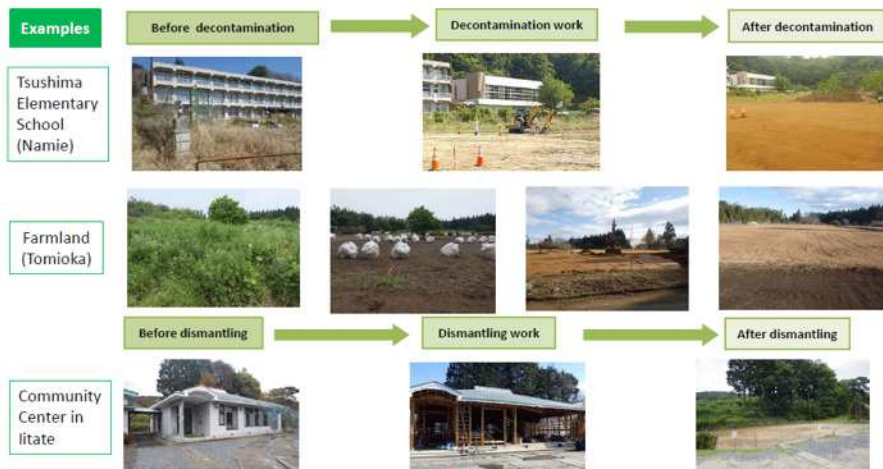 Examples
Before decontamination
Decontamination work
After decontamination
Tsushima
Elementary
School
(Namie)
Farmland
(Tomioka)
Before dismantling
Dismantling work
After dismantling
Community
Center in
Iitate